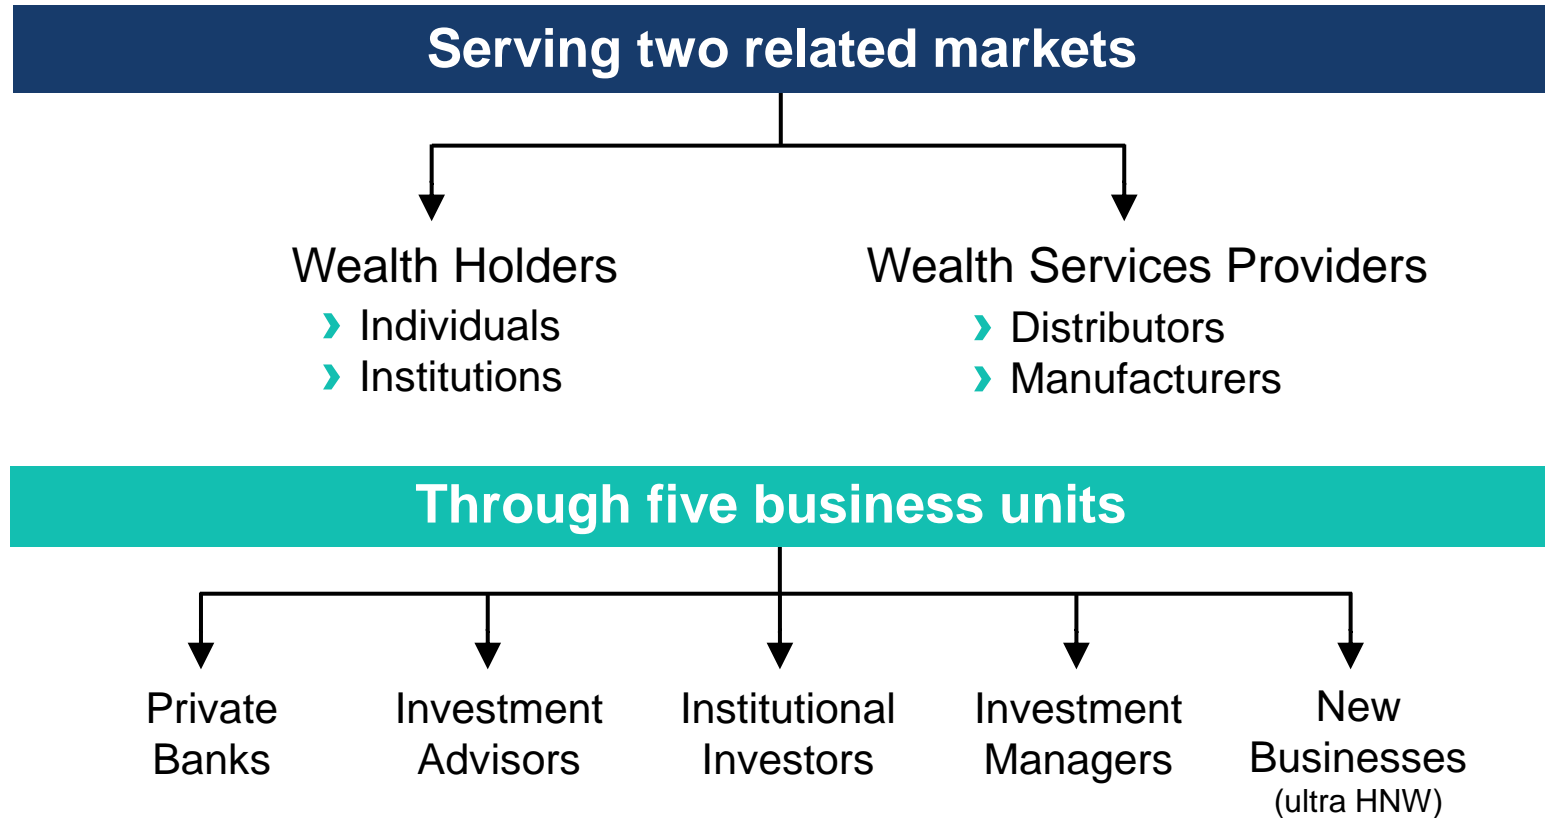 Serving two related markets
Wealth Holders
› Individuals
› Institutions
Wealth Services Providers
› Distributors
› Manufacturers
Through five business units
Private
Banks
Investment
Advisors
Institutional
Investors
Investment
Managers
New
Businesses
(ultra HNW)